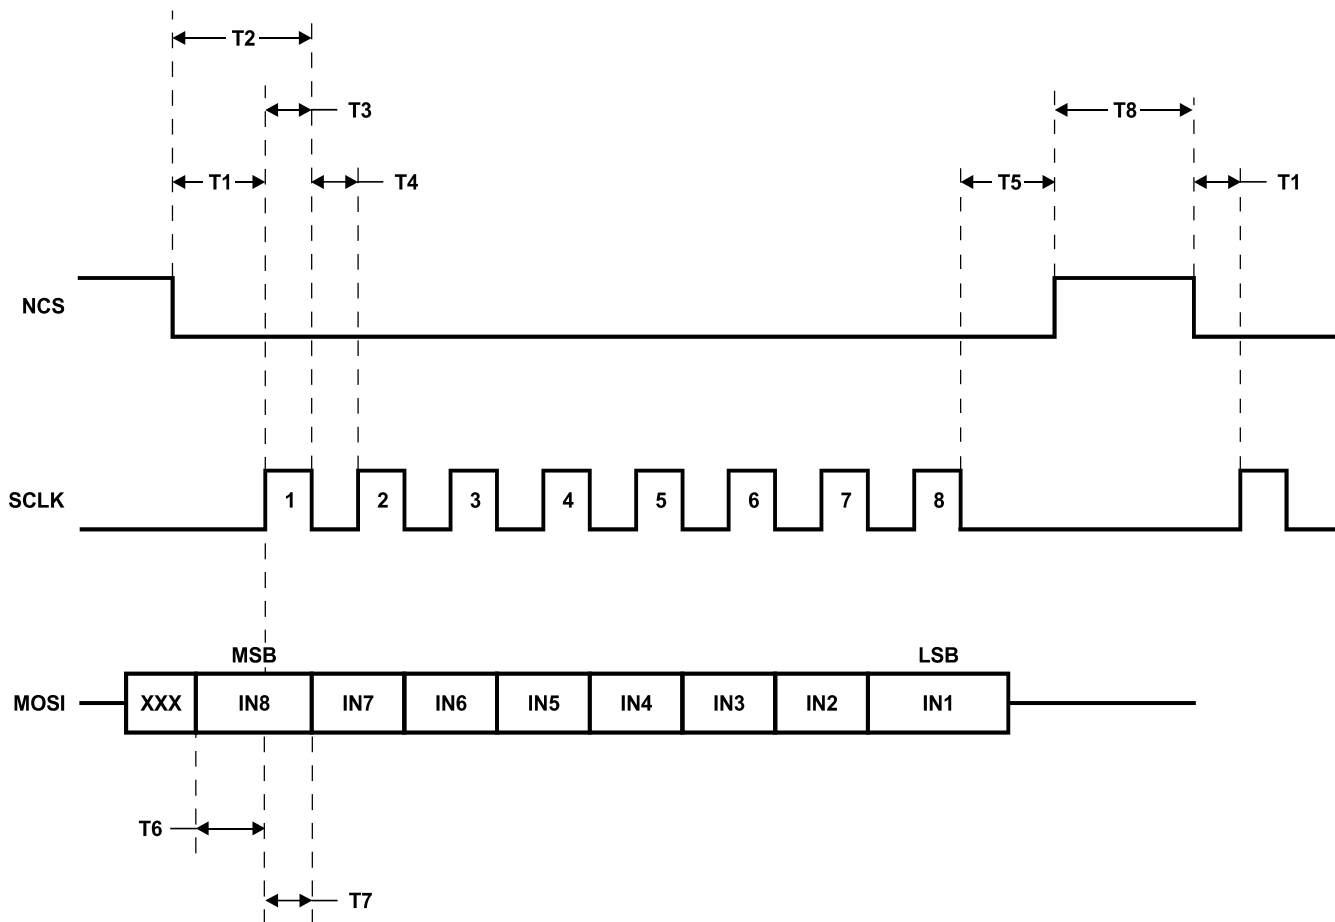 T2
T3
T8
T1 T4 T5 T1
NCS
SCLK 1 2 3 4 5 6 7 8
MSB LSB
MOSI XXX IN8 IN7 IN6 IN5 IN4 IN3 IN2 IN1
T6
T7